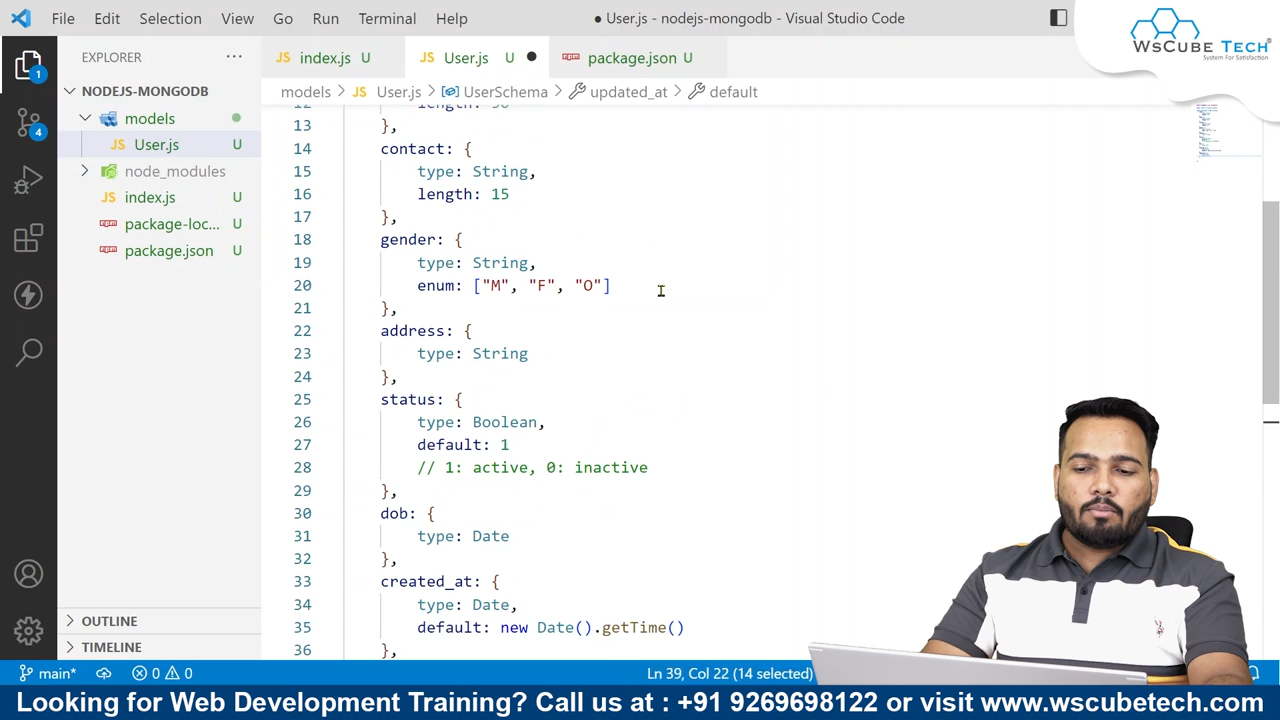 File Edit Selection View Go Run Terminal Help
● User.js - nodejs-mongodb - Visual Studio Code
WsCube Tech
System For Satisfaction
EXPLORER ...
JS index.js U
JS User.js U
package.json U
1
NODEJS-MONGODB
models > JS User.js > UserSchema > updated_at > default
models
4
JS User.js U
node_modules
JS index.js U
package-loc... U
package.json U
13 },
14 contact: {
15 type: String,
16 length: 15
17 },
18 gender: {
19 type: String,
20 enum: ["M", "F", "O"]
21 },
22 address: {
23 type: String
24 },
25 status: {
26 type: Boolean,
27 default: 1
28 // 1: active, 0: inactive
29 },
30 dob: {
31 type: Date
32 },
33 created_at: {
34 type: Date,
35 default: new Date().getTime()
36 },
OUTLINE
TIMELINE
main* 0 0 Ln 39, Col 22 (14 selected)
Looking for Web Development Training? Call us at : +91 9269698122 or visit www.wscubetech.com